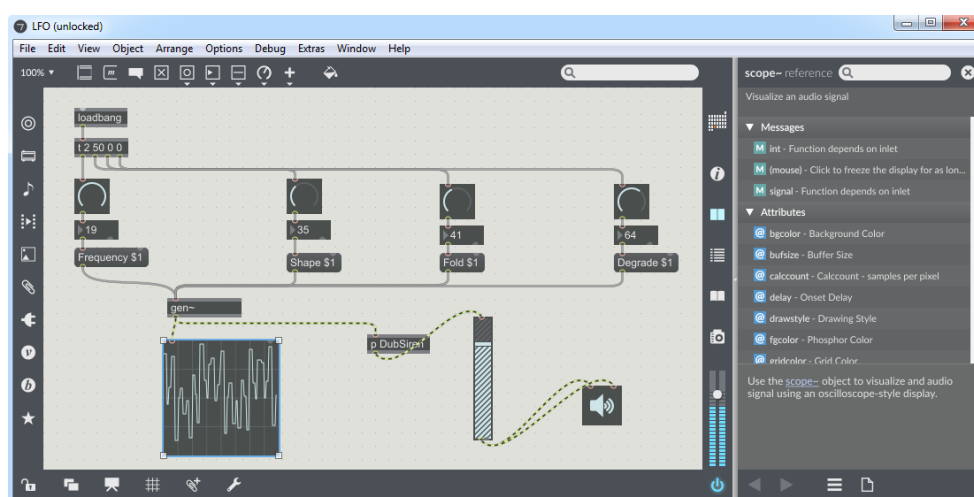 LFO (unlocked)
File Edit View Object Arrange Options Debug Extras Window Help
100%
scope~ reference
Visualize an audio signal
Messages
M int - Function depends on inlet
M (mouse) - Click to freeze the display for as lon...
M signal - Function depends on inlet
Attributes
@ bgcolor - Background Color
@ bufsize - Buffer Size
@ calccount - Calccount - samples per pixel
@ delay - Onset Delay
@ drawstyle - Drawing Style
@ fgcolor - Phosphor Color
@ gridcolor - Grid Color
Use the scope~ object to visualize and audio
signal using an oscilloscope-style display.
loadbang
t 2 50 0 0
19
35
41
64
Frequency $1
Shape $1
Fold $1
Degrade $1
gen~
p DubSiren